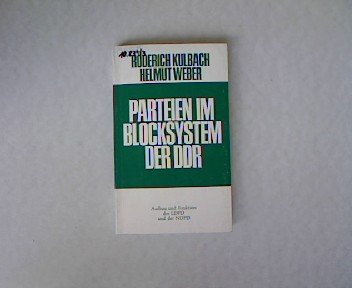 RODERICH KULBACH
HELMUT WEBER
PARTEIEN IM
BLOCKSYSTEM
DER DDR
Aufbau und Funktion
der LDPD
und der NDPD